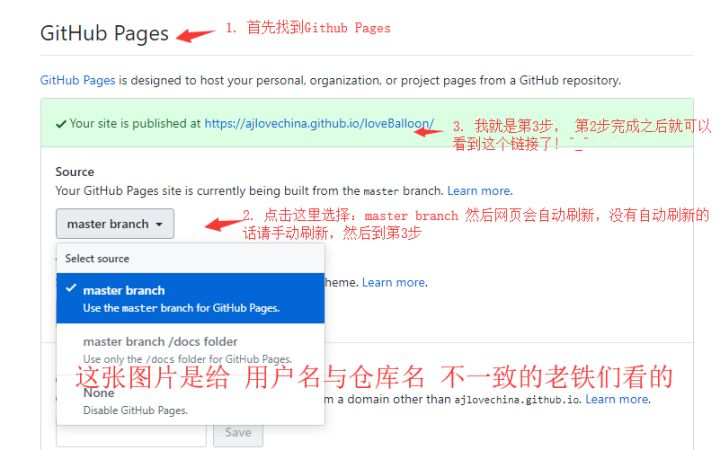 GitHub Pages
1. 首先找到Github Pages
GitHub Pages is designed to host your personal, organization, or project pages from a GitHub repository.
Your site is published at https://ajlovechina.github.io/loveBalloon/
3. 我就是第3步， 第2步完成之后就可以
看到这个链接了！^_^
Source
Your GitHub Pages site is currently being built from the master branch. Learn more.
master branch
2. 点击这里选择：master branch 然后网页会自动刷新，没有自动刷新的
话请手动刷新，然后到第3步
Select source
master branch
heme. Learn more.
Use the master branch for GitHub Pages.
master branch /docs folder
Use only the /docs folder for GitHub Pages.
这张图片是给 用户名与仓库名 不一致的老铁们看的
None
m a domain other than ajlovechina.github.io. Learn more.
Disable GitHub Pages.
Save